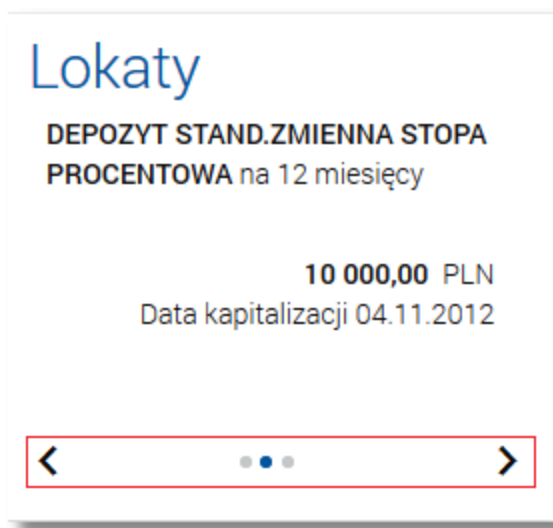 Lokaty
DEPOZYT STAND.ZMIENNA STOPA
PROCENTOWA na 12 miesięcy
10 000,00 PLN
Data kapitalizacji 04.11.2012